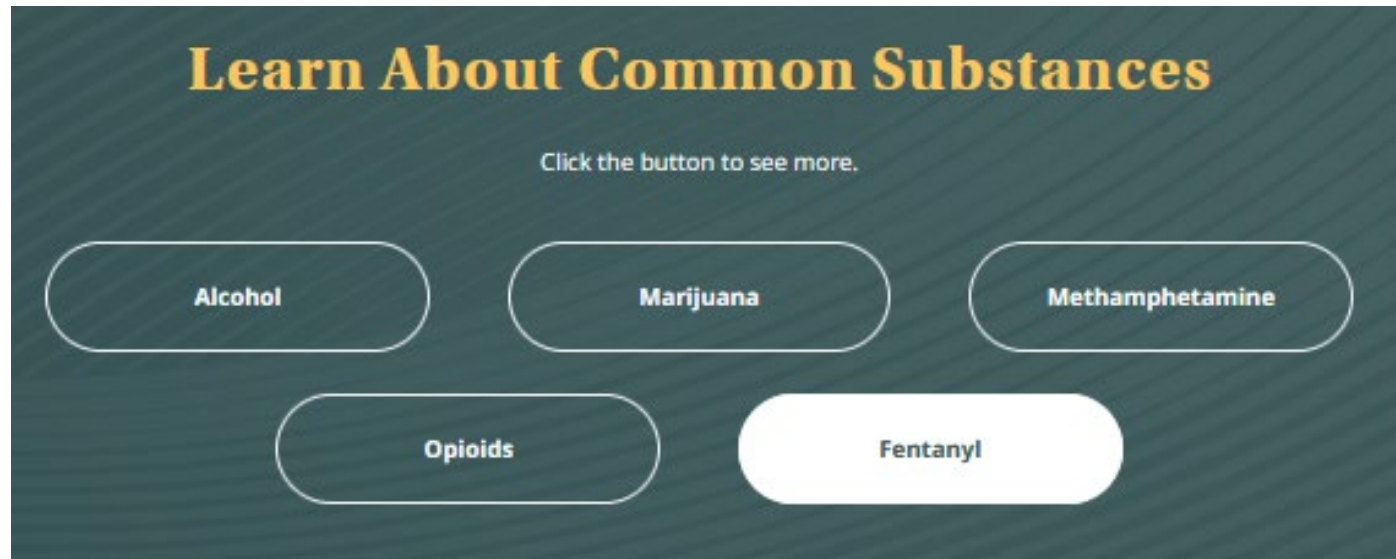 Learn About Common Substances
Click the button to see more.
Alcohol
Marijuana
Methamphetamine
Opioids
Fentanyl